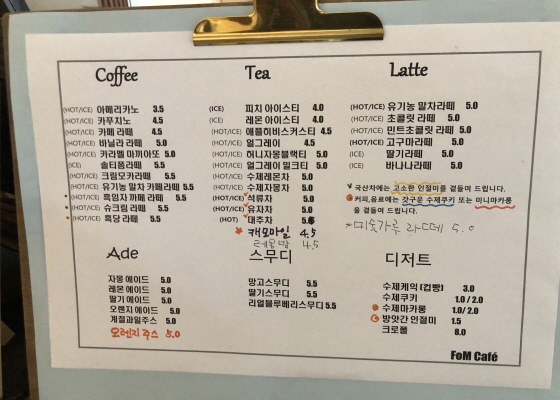 Coffee
(HOT/ICE) 아메리카노 3.5
(HOT/ICE) 카푸치노 4.5
(HOT/ICE) 카페 라떼 4.5
(HOT/ICE) 바닐라 라떼 5.0
(HOT/ICE) 카라멜 마끼아또 5.0
(ICE) 솔티폼라떼 5.5
(HOT/ICE) 크림모카라떼 5.5
(HOT/ICE) 유기농 말차 카페라떼 5.5
(HOT/ICE) 흑임자 까페 라떼 5.5
(HOT/ICE) 슈크림 라떼 5.5
(HOT/ICE) 흑당 라떼 5.5
Tea
(ICE) 피치 아이스티 4.0
(ICE) 레몬 아이스티 4.0
(HOT/ICE) 애플히비스커스티 4.5
(HOT/ICE) 얼그레이 4.5
(HOT/ICE) 허니자몽블랙티 5.0
(HOT/ICE) 얼그레이 밀크티 5.0
(HOT/ICE) 수제레몬차 5.0
(HOT/ICE) 수제자몽차 5.0
(HOT/ICE) 석류차 5.0
(HOT/ICE) 유자차 5.0
(HOT) 대추차
캐모마일 4.5
4.5
Latte
(HOT/ICE) 유기농 말차라떼 5.0
(HOT/ICE) 초콜릿 라떼 5.0
(HOT/ICE) 민트초콜릿 라떼 5.0
(HOT/ICE) 고구마라떼 5.0
(ICE) 딸기라떼 5.0
(ICE) 바나나라떼 5.0
국산차에는 고소한 인절미를 곁들여 드립니다.
커피,음료에는 갓구운 수제쿠키 또는 미니마카롱
을 곁들여 드립니다.
미숫가루 라떼 5.0
Ade
자몽 에이드 5.0
레몬 에이드 5.0
딸기 에이드 5.0
오렌지 에이드 5.0
계절과일주스 5.0
오렌지 주스 5.0
스무디
망고스무디 5.5
딸기스무디 5.5
리얼블루베리스무디 5.5
디저트
수제케익 [컵빵] 3.0
수제쿠키 1.0 / 2.0
수제마카롱 1.0/ 2.0
방앗간 인절미 1.5
크로플 8.0
FoM Café